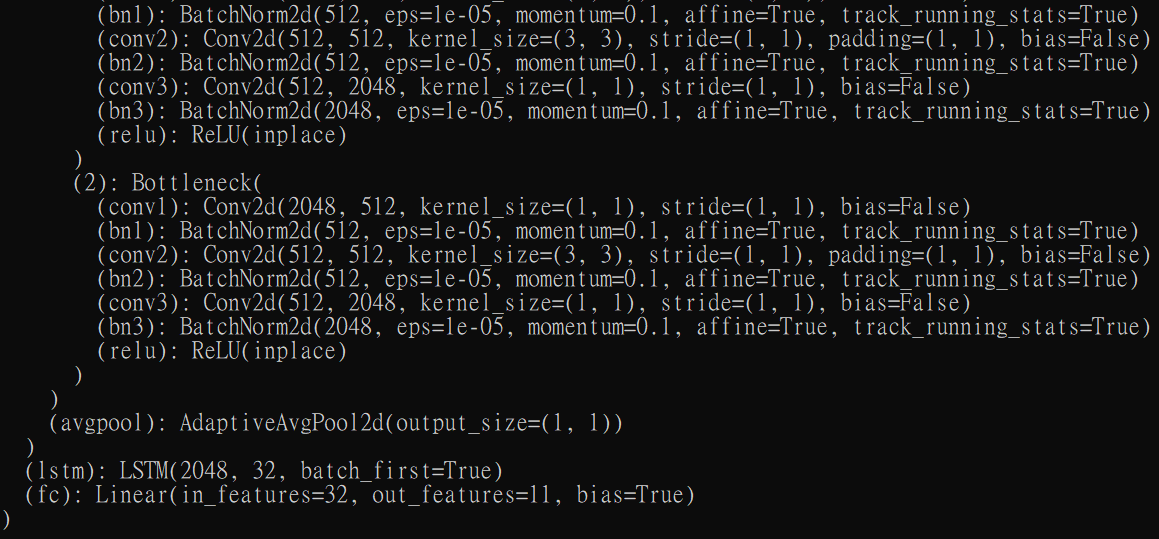 (bn1): BatchNorm2d(512, eps=1e-05, momentum=0.1, affine=True, track_running_stats=True)
(conv2): Conv2d(512, 512, kernel_size=(3, 3), stride=(1, 1), padding=(1, 1), bias=False)
(bn2): BatchNorm2d(512, eps=1e-05, momentum=0.1, affine=True, track_running_stats=True)
(conv3): Conv2d(512, 2048, kernel_size=(1, 1), stride=(1, 1), bias=False)
(bn3): BatchNorm2d(2048, eps=1e-05, momentum=0.1, affine=True, track_running_stats=True)
(relu): ReLU(inplace)
)
(2): Bottleneck(
(conv1): Conv2d(2048, 512, kernel_size=(1, 1), stride=(1, 1), bias=False)
(bn1): BatchNorm2d(512, eps=1e-05, momentum=0.1, affine=True, track_running_stats=True)
(conv2): Conv2d(512, 512, kernel_size=(3, 3), stride=(1, 1), padding=(1, 1), bias=False)
(bn2): BatchNorm2d(512, eps=1e-05, momentum=0.1, affine=True, track_running_stats=True)
(conv3): Conv2d(512, 2048, kernel_size=(1, 1), stride=(1, 1), bias=False)
(bn3): BatchNorm2d(2048, eps=1e-05, momentum=0.1, affine=True, track_running_stats=True)
(relu): ReLU(inplace)
)
)
(avgpool): AdaptiveAvgPool2d(output_size=(1, 1))
)
(lstm): LSTM(2048, 32, batch_first=True)
(fc): Linear(in_features=32, out_features=11, bias=True)
)